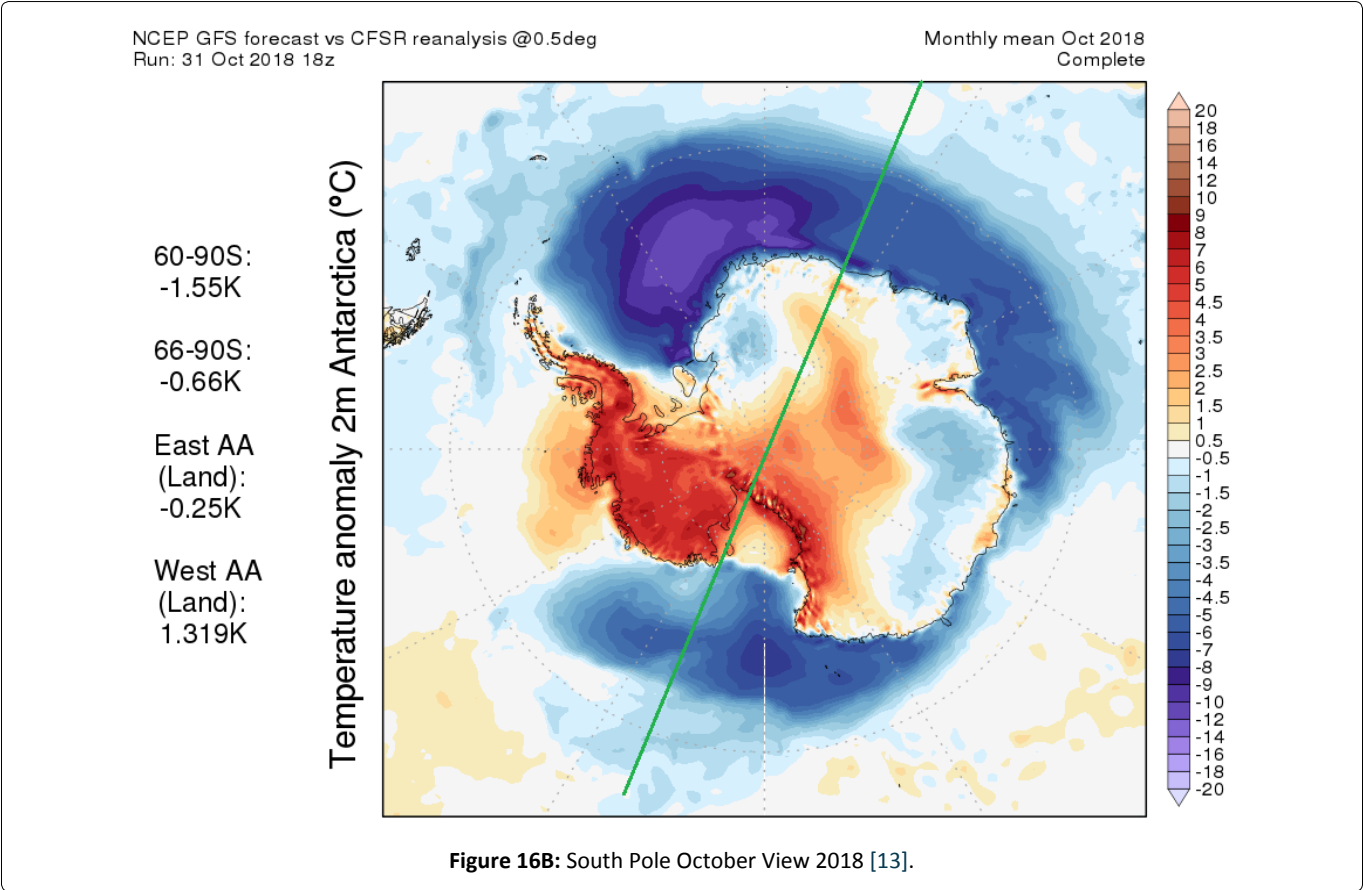 NCEP GFS forecast vs CFSR reanalysis @0.5deg
Run: 31 Oct 2018 18z
Monthly mean Oct 2018
Complete
60-90S:
-1.55K
66-90S:
-0.66K
East AA
(Land):
-0.25K
West AA
(Land):
1.319K
Temperature anomaly 2m Antarctica (°C)
20
18
16
14
12
10
9
8
7
6
5
4.5
4
3.5
3
2.5
2
1.5
1
0.5
-0.5
-1
-1.5
-2
-2.5
-3
-3.5
-4
-4.5
-5
-6
-7
-8
-9
-10
-12
-14
-16
-18
-20
Figure 16B: South Pole October View 2018 [13].